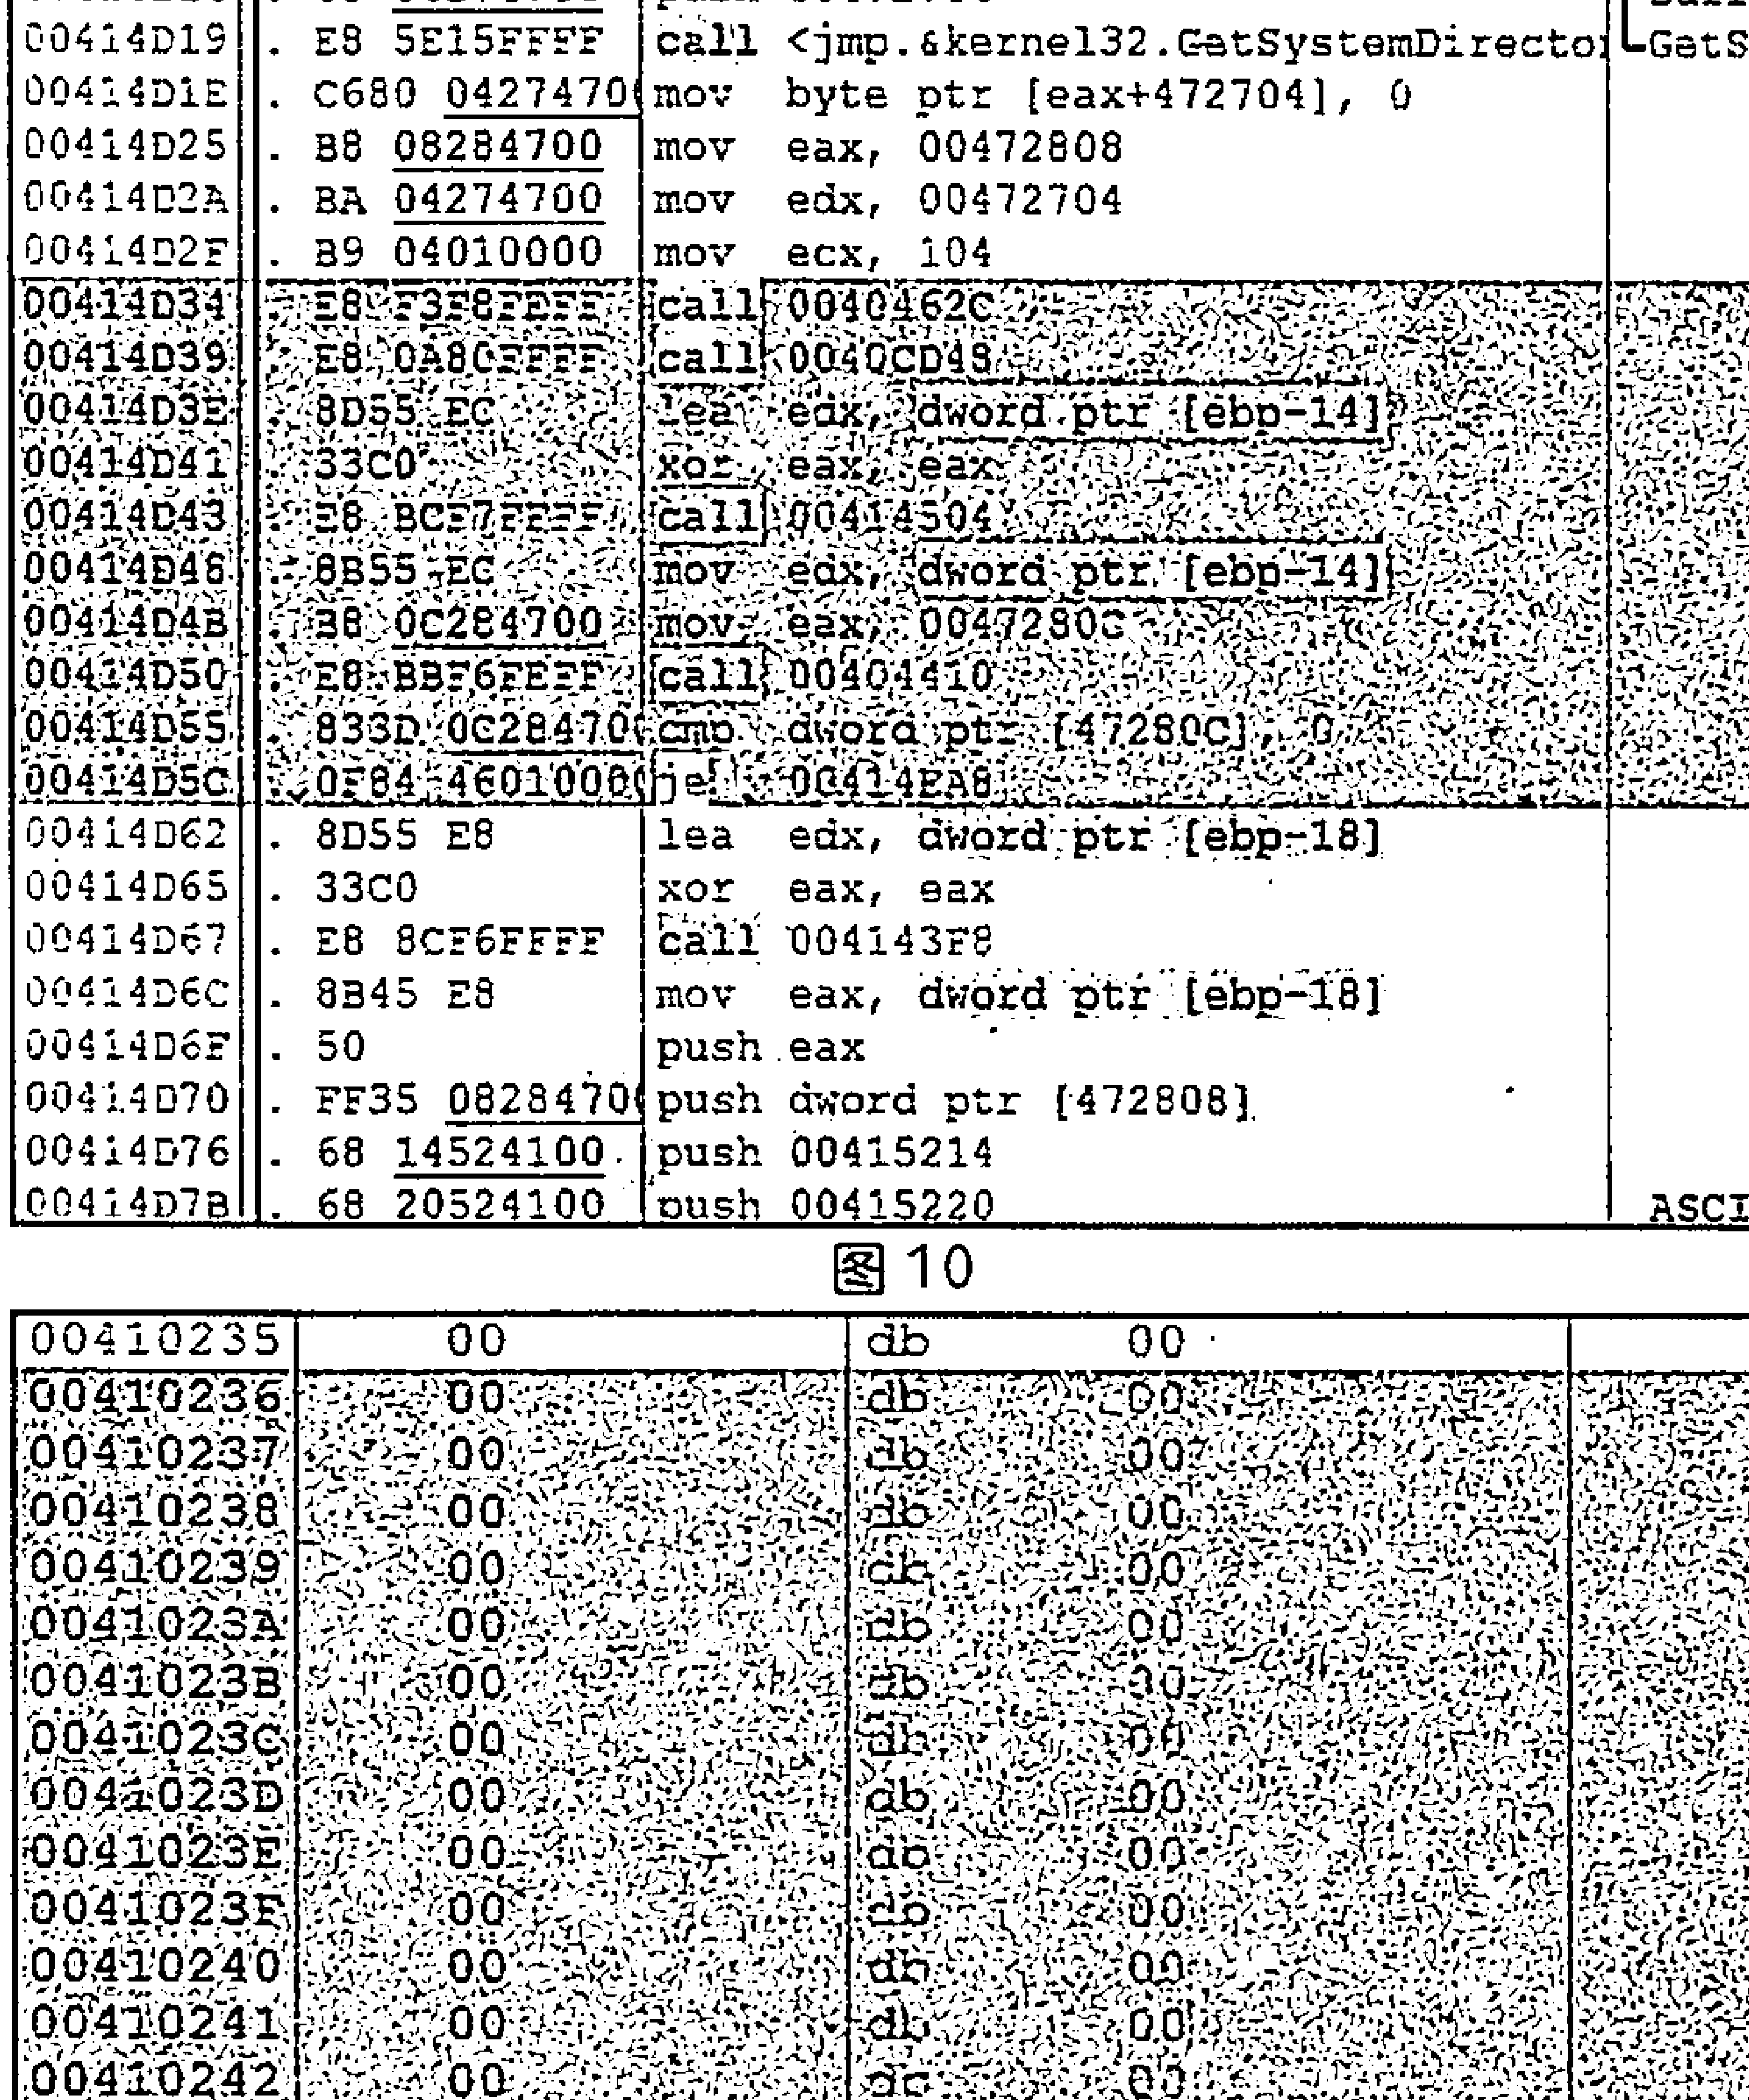 00414D19 . E8 5E15FFFF call <jmp.&kernel32.GetSystemDirecto GetS
00414D1E . C680 0427470 mov byte ptr [eax+472704], 0
00414D25 . B8 08284700 mov eax, 00472808
00414D2A . BA 04274700 mov edx, 00472704
00414D2F . B9 04010000 mov ecx, 104
00414D34 . E8 F3F8FEFF call 0040462C
00414D39 . E8 0A80FFFF call 0040CD48
00414D3E . 8D55 EC lea edx, dword ptr [ebp-14]
00414D41 . 33C0 xor eax, eax
00414D43 . E8 BCF7FFFF call 00414504
00414D48 . 8B55 EC mov edx, dword ptr [ebp-14]
00414D4B . B8 0C284700 mov eax, 0047280C
00414D50 . E8 BBF6FEFF call 00404410
00414D55 . 833D 0C28470 cmp dword ptr [47280C], 0
00414D5C . 0F84 4601000 je 00414EA8
00414D62 . 8D55 E8 lea edx, dword ptr [ebp-18]
00414D65 . 33C0 xor eax, eax
00414D67 . E8 8CF6FFFF call 004143F8
00414D6C . 8B45 E8 mov eax, dword ptr [ebp-18]
00414D6F . 50 push eax
00414D70 . FF35 0828470 push dword ptr [472808]
00414D76 . 68 14524100 push 00415214
00414D7B . 68 20524100 push 00415220 ASCI
图 10
00410235 00 db 00
00410236 00 db 00
00410237 00 db 00
00410238 00 db 00
00410239 00 db 00
0041023A 00 db 00
0041023B 00 db 00
0041023C 00 db 00
0041023D 00 db 00
0041023E 00 db 00
0041023F 00 db 00
00410240 00 db 00
00410241 00 db 00
00410242 00 db 00